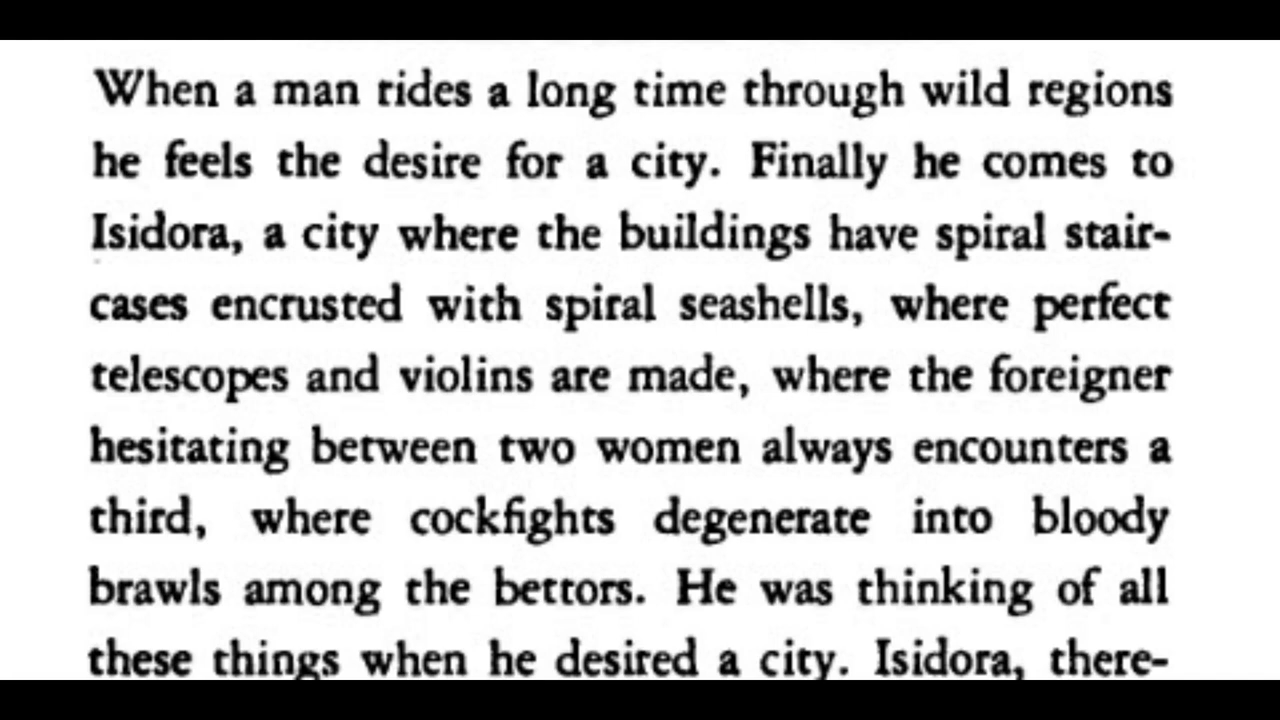 When a man rides a long time through wild regions
he feels the desire for a city. Finally he comes to
Isidora, a city where the buildings have spiral stair-
cases encrusted with spiral seashells, where perfect
telescopes and violins are made, where the foreigner
hesitating between two women always encounters a
third, where cockfights degenerate into bloody
brawls among the bettors. He was thinking of all
these things when he desired a city. Isidora, there-